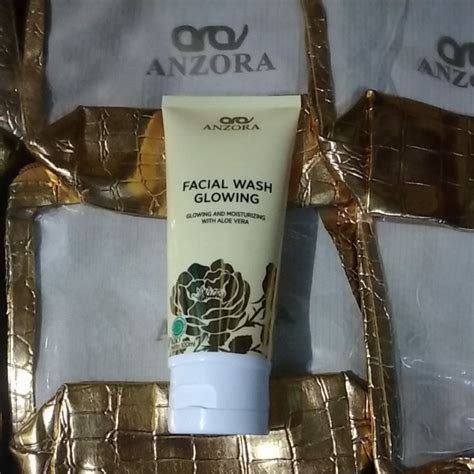 ANZORA
ANZORA
ANZORA
FACIAL WASH
GLOWING
GLOWING AND MOISTURIZING
WITH ALOE VERA